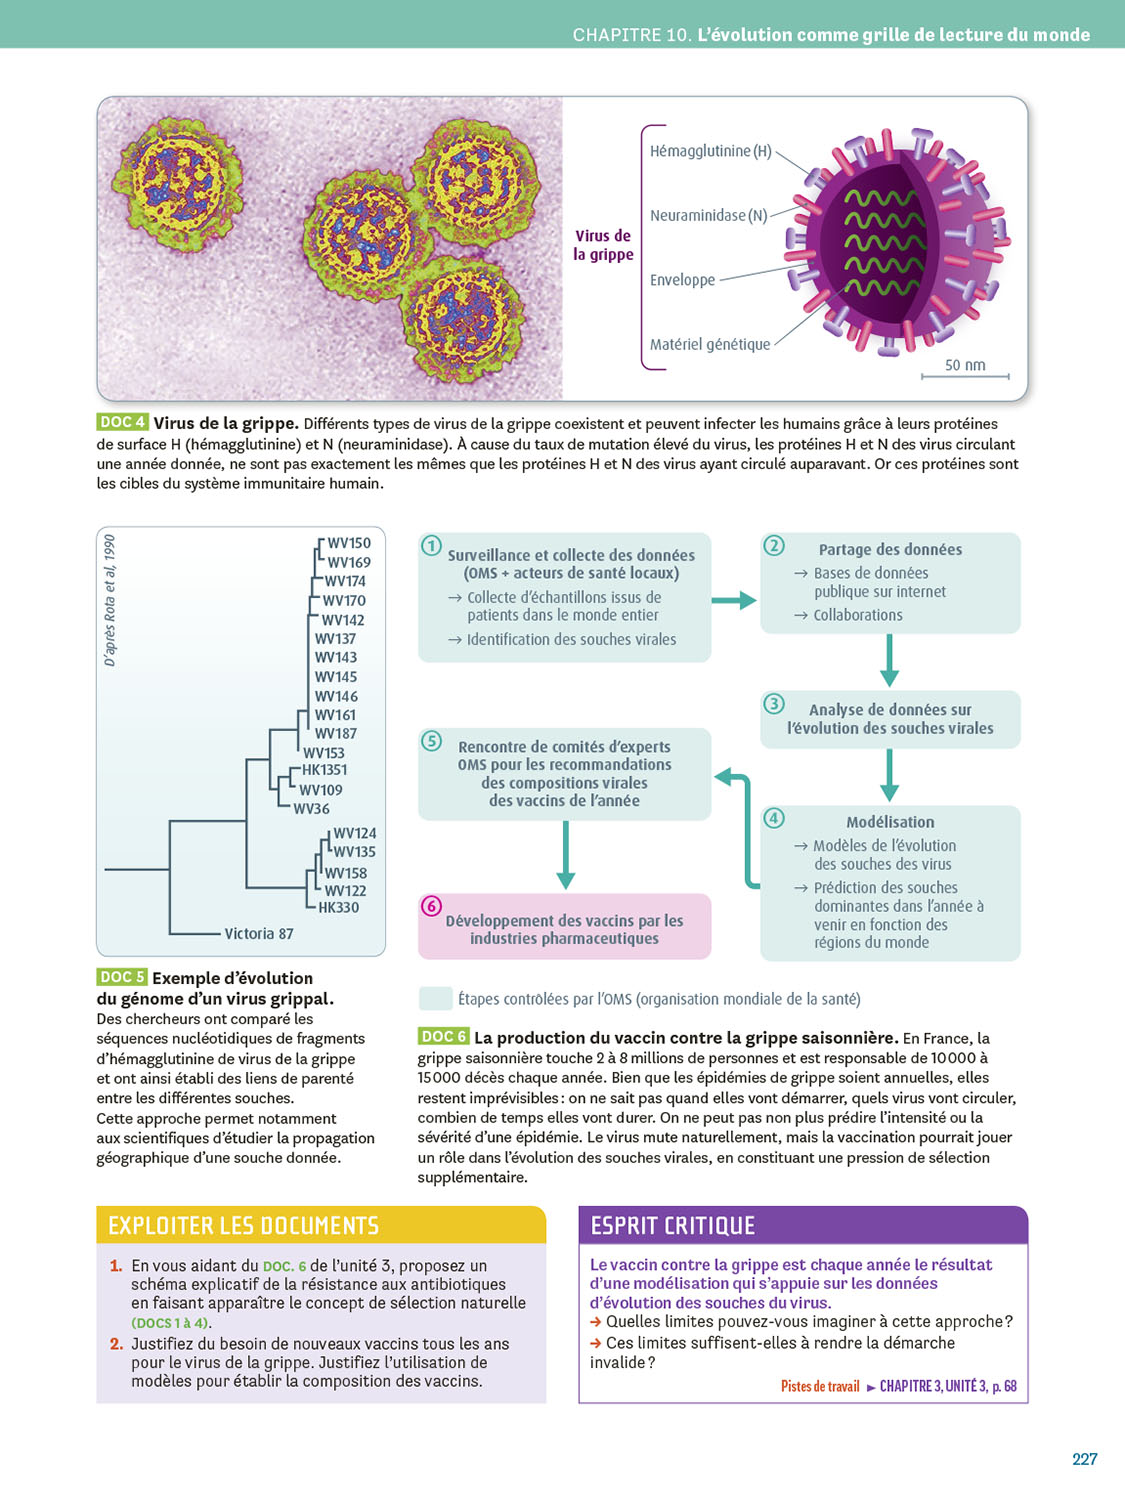 CHAPITRE 10. L'évolution comme grille de lecture du monde
Hémagglutinine (H)
Neuraminidase (N)
Virus de
la grippe
Enveloppe
Matériel génétique
50 nm
DOC 4 Virus de la grippe. Différents types de virus de la grippe coexistent et peuvent infecter les humains grâce à leurs protéines
de surface H (hémagglutinine) et N (neuraminidase). À cause du taux de mutation élevé du virus, les protéines H et N des virus circulant
une année donnée, ne sont pas exactement les mêmes que les protéines H et N des virus ayant circulé auparavant. Or ces protéines sont
les cibles du système immunitaire humain.
D'après Rota et al, 1990
WV150
WV169
WV174
WV170
WV142
WV137
WV143
WV145
WV146
WV161
WV187
WV153
HK1351
WV109
WV36
WV124
WV135
WV158
WV122
HK330
Victoria 87
DOC 5 Exemple d'évolution
du génome d'un virus grippal.
Des chercheurs ont comparé les
séquences nucléotidiques de fragments
d'hémagglutinine de virus de la grippe
et ont ainsi établi des liens de parenté
entre les différentes souches.
Cette approche permet notamment
aux scientifiques d'étudier la propagation
géographique d'une souche donnée.
1
Surveillance et collecte des données
(OMS + acteurs de santé locaux)
→ Collecte d'échantillons issus de
patients dans le monde entier
→ Identification des souches virales
2
Partage des données
→ Bases de données
publique sur internet
→ Collaborations
3
Analyse de données sur
l'évolution des souches virales
4
Modélisation
→ Modèles de l'évolution
des souches des virus
→ Prédiction des souches
dominantes dans l'année à
venir en fonction des
régions du monde
5
Rencontre de comités d'experts
OMS pour les recommandations
des compositions virales
des vaccins de l'année
6
Développement des vaccins par les
industries pharmaceutiques
Étapes contrôlées par l'OMS (organisation mondiale de la santé)
DOC 6 La production du vaccin contre la grippe saisonnière. En France, la
grippe saisonnière touche 2 à 8 millions de personnes et est responsable de 10 000 à
15 000 décès chaque année. Bien que les épidémies de grippe soient annuelles, elles
restent imprévisibles : on ne sait pas quand elles vont démarrer, quels virus vont circuler,
combien de temps elles vont durer. On ne peut pas non plus prédire l'intensité ou la
sévérité d'une épidémie. Le virus mute naturellement, mais la vaccination pourrait jouer
un rôle dans l'évolution des souches virales, en constituant une pression de sélection
supplémentaire.
EXPLOITER LES DOCUMENTS
1. En vous aidant du DOC. 6 de l'unité 3, proposez un
schéma explicatif de la résistance aux antibiotiques
en faisant apparaître le concept de sélection naturelle
(DOCS 1 à 4).
2. Justifiez du besoin de nouveaux vaccins tous les ans
pour le virus de la grippe. Justifiez l'utilisation de
modèles pour établir la composition des vaccins.
ESPRIT CRITIQUE
Le vaccin contre la grippe est chaque année le résultat
d'une modélisation qui s'appuie sur les données
d'évolution des souches du virus.
→ Quelles limites pouvez-vous imaginer à cette approche ?
→ Ces limites suffisent-elles à rendre la démarche
invalide ?
Pistes de travail ► CHAPITRE 3, UNITÉ 3, p. 68
227